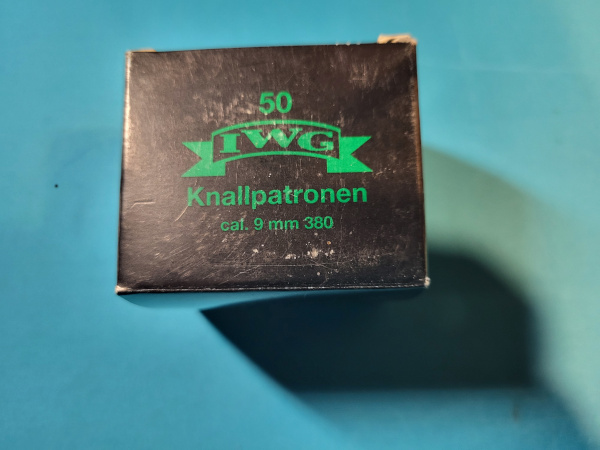 50
IWG
Knallpatronen
cal. 9 mm 380